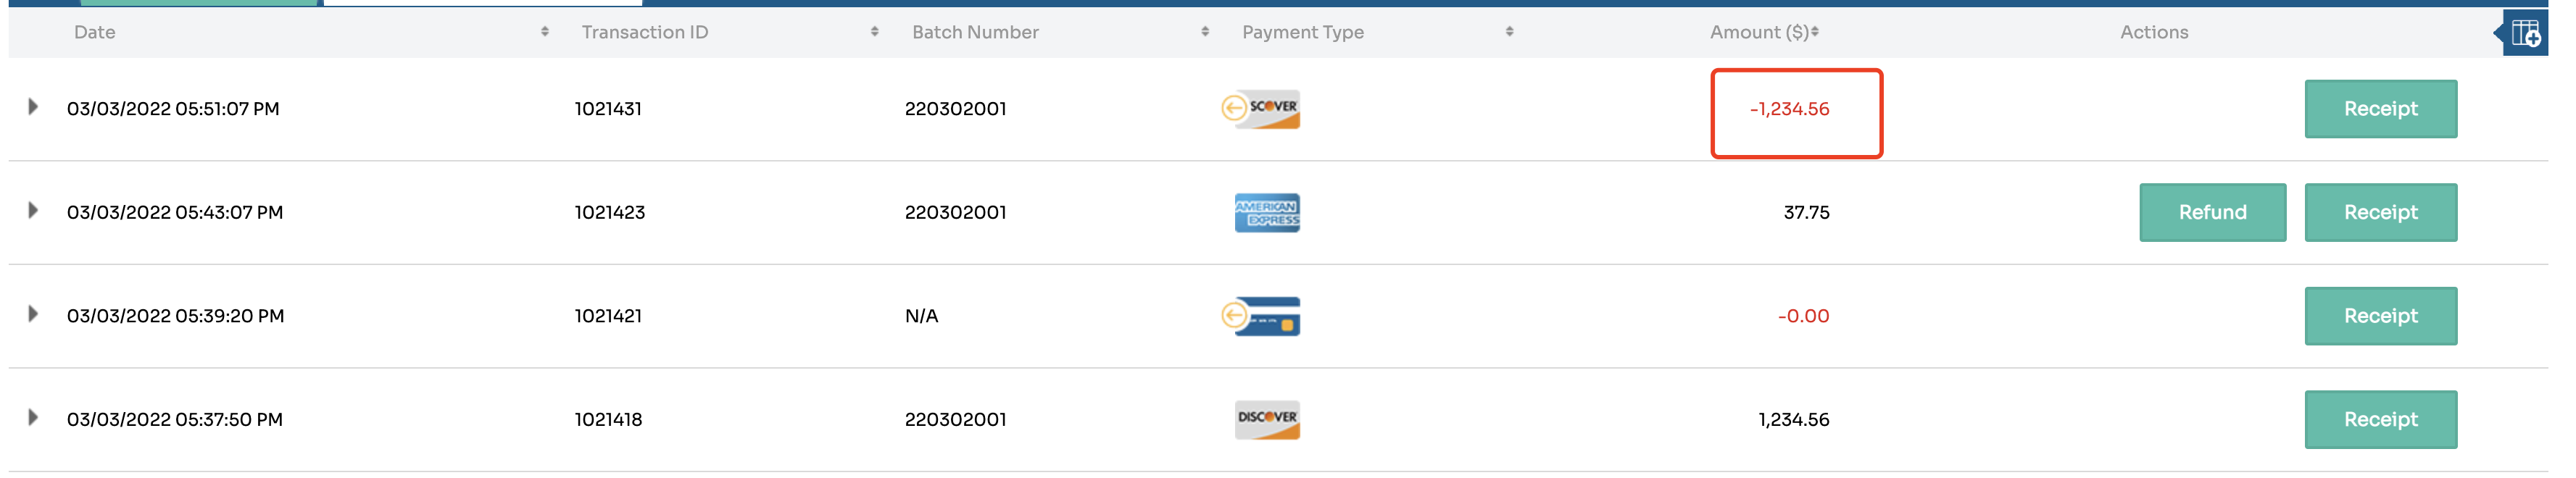 Date Transaction ID Batch Number Payment Type Amount ($) Actions
03/03/2022 05:51:07 PM 1021431 220302001 SCOVER -1,234.56 Receipt
03/03/2022 05:43:07 PM 1021423 220302001 AMERICAN EXPRESS 37.75 Refund Receipt
03/03/2022 05:39:20 PM 1021421 N/A -0.00 Receipt
03/03/2022 05:37:50 PM 1021418 220302001 DISCOVER 1,234.56 Receipt